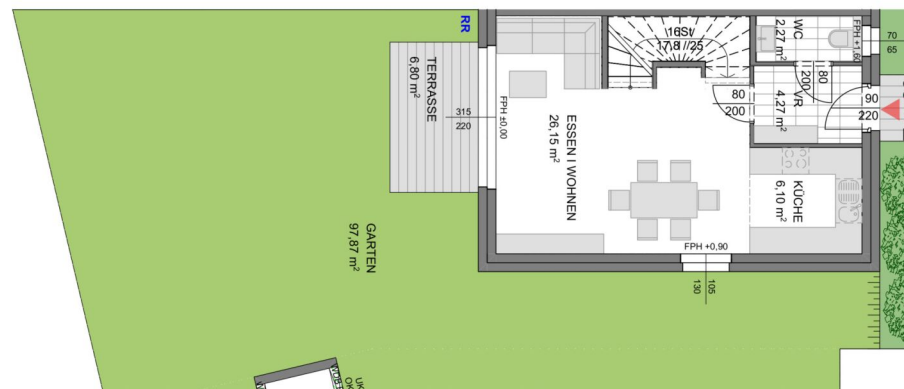 RR
TERRASSE
6,80 m²
315
220
FPH ±0,00
ESSEN I WOHNEN
26,15 m²
16St
17,8 // 25
WC
2,27 m²
FPH +1,60
70
65
80
200
VR
4,27 m²
80
200
90
220
KÜCHE
6,10 m²
FPH +0,90
105
130
GARTEN
97,87 m²